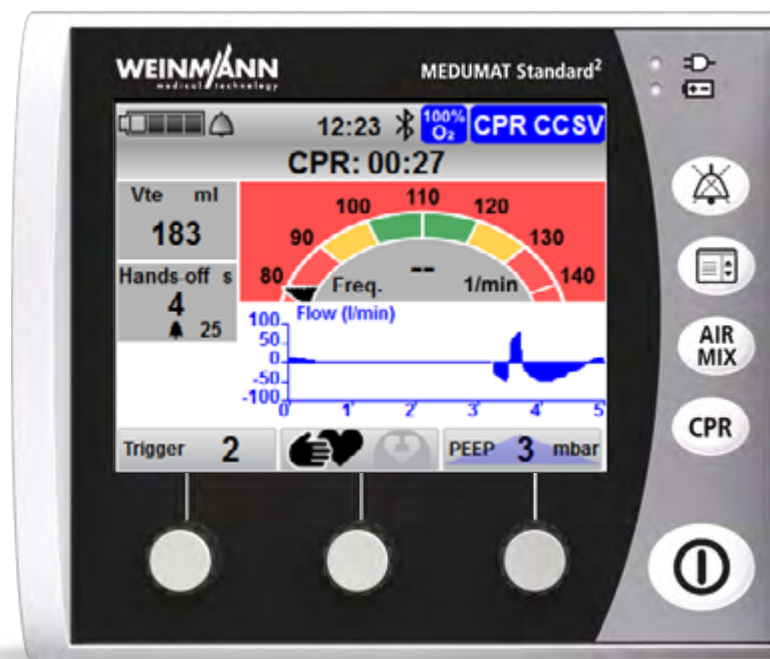 WEINMANN
medical technology
MEDUMAT Standard²
12:23
100%
O₂
CPR CCSV
CPR: 00:27
Vte ml
183
Hands-off s
4
25
80
90
100
110
120
130
140
--
Freq. 1/min
Flow (l/min)
100
50
0
-50
-100
0' 1' 2' 3' 4' 5'
Trigger 2
PEEP 3 mbar
AIR
MIX
CPR